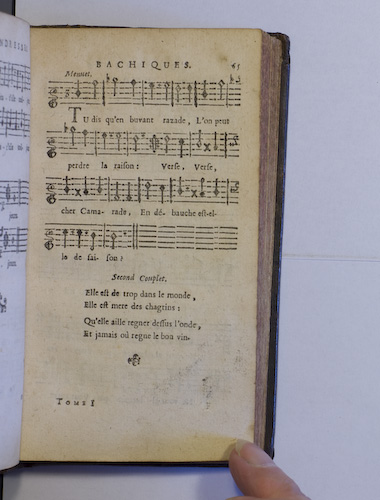 BACHIQUES. 65
Menuet.
TU dis qu'en bouvant razade, L'on peut
perdre la raison: Verse, Verse,
cher Cama- rade, En dé- bauche est-el-
le de sai- son?
Second Couplet.
Elle est de trop dans le monde,
Elle est mere des chagrins:
Qu'elle aille regner dessus l'onde,
Et jamais où regne le bon vin.
Tome I